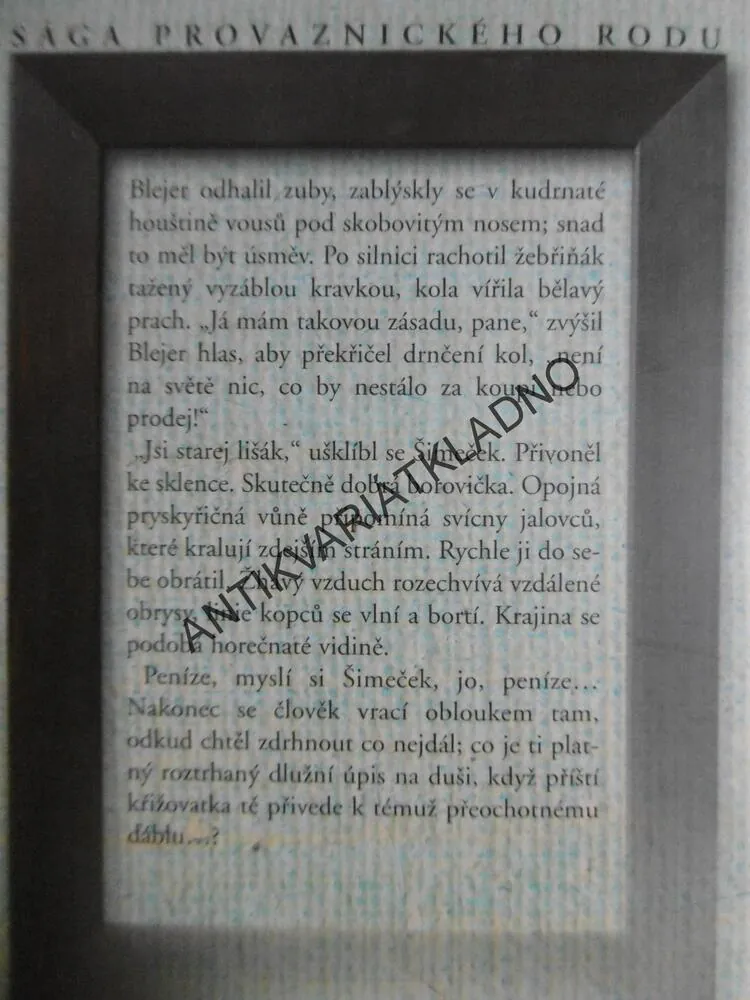 SÁGA PROVAZNICKÉHO RODU
Blejer odhalil zuby, zablýskly se v kudrnaté
houštině vousů pod skobovitým nosem; snad
to měl být úsměv. Po silnici rachotil žebřiňák
tažený vyzáblou kravkou, kola vířila bělavý
prach. „Já mám takovou zásadu, pane,“ zvýšil
Blejer hlas, aby překřičel drnčení kol, „není
na světě nic, co by nestálo za koupi nebo
prodej!“
„Jsi starej lišák,“ ušklíbl se Šimeček. Přivoněl
ke sklence. Skutečně dobrá borovička. Opojná
pryskyřičná vůně připomíná svícny jalovců,
které kralují zdejším stráním. Rychle ji do se-
be obrátil. Žhavý vzduch rozechvívá vzdálené
obrysy, linie kopců se vlní a bortí. Krajina se
podobá horečnaté vidině.
Peníze, myslí si Šimeček, jo, peníze...
Nakonec se člověk vrací obloukem tam,
odkud chtěl zdrhnout co nejdál; co je ti plat-
ný roztrhaný dlužní úpis na duši, když příští
křižovatka tě přivede k témuž přeochotnému
ďáblu...?
ANTIKVARIATKLADNO